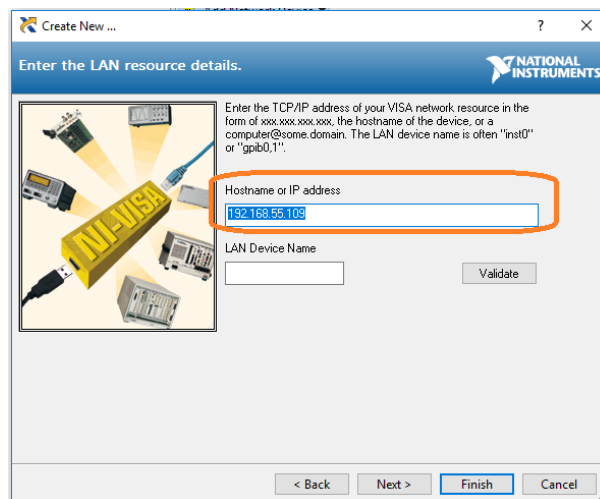 Create New ...
?
Enter the LAN resource details.
NATIONAL
INSTRUMENTS
Enter the TCP/IP address of your VISA network resource in the
form of xxx.xxx.xxx.xxx, the hostname of the device, or a
computer@some.domain. The LAN device name is often "inst0"
or "gpib0,1".
NI-VISA
Hostname or IP address
192.168.55.109
LAN Device Name
Validate
< Back
Next >
Finish
Cancel